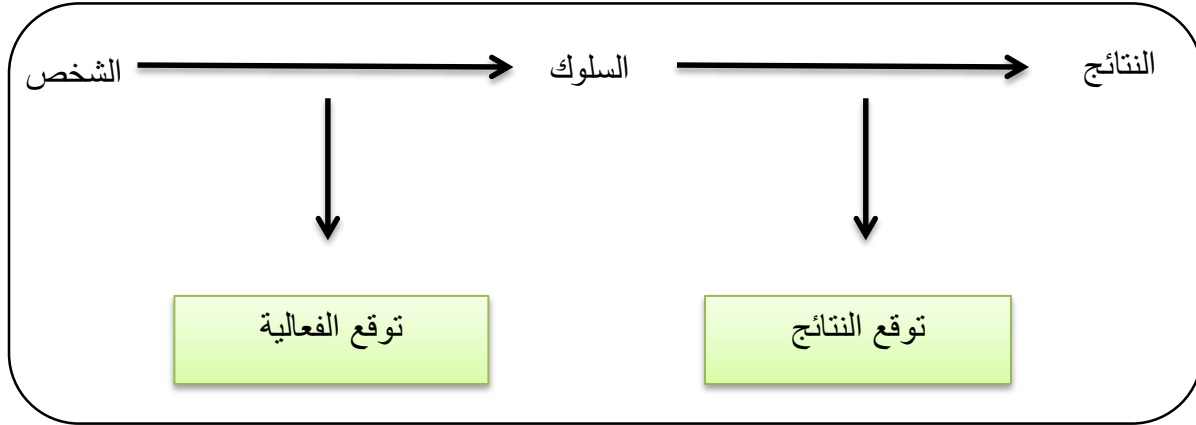 الشخص
السلوك
النتائج
توقع الفعالية
توقع النتائج